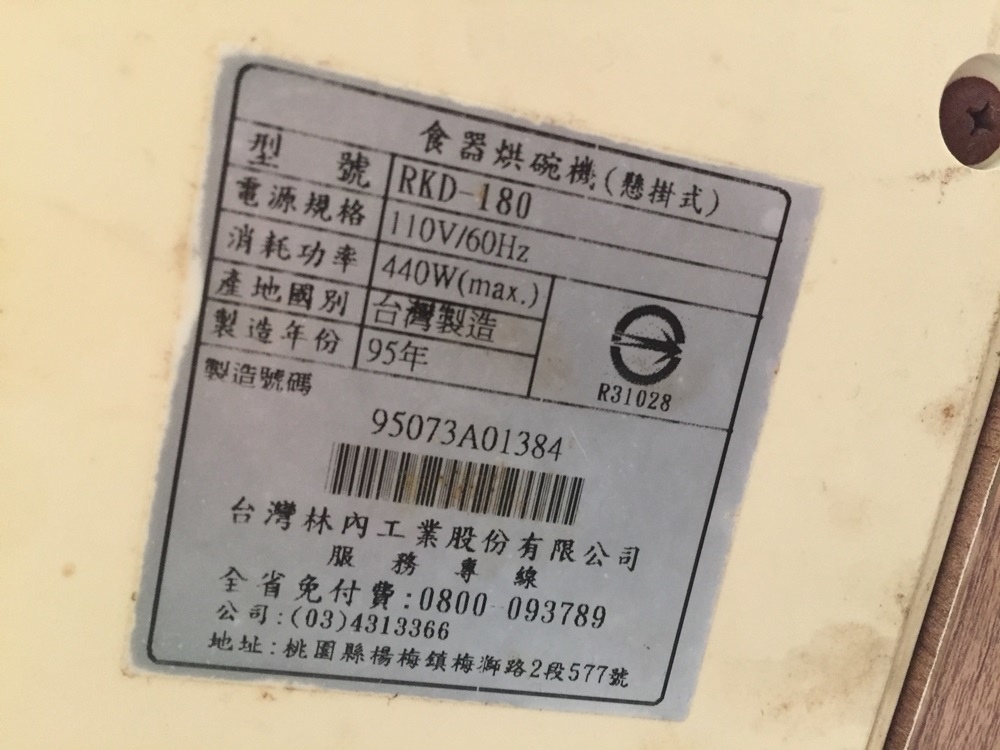 食器烘碗機(懸掛式)
型號 RKD-180
電源規格 110V/60Hz
消耗功率 440W(max.)
產地國別 台灣製造
製造年份 95年
R31028
製造號碼
95073A01384
台灣林內工業股份有限公司
服務專線
全省免付費:0800-093789
公司:(03)4313366
地址:桃園縣楊梅鎮梅獅路2段577號